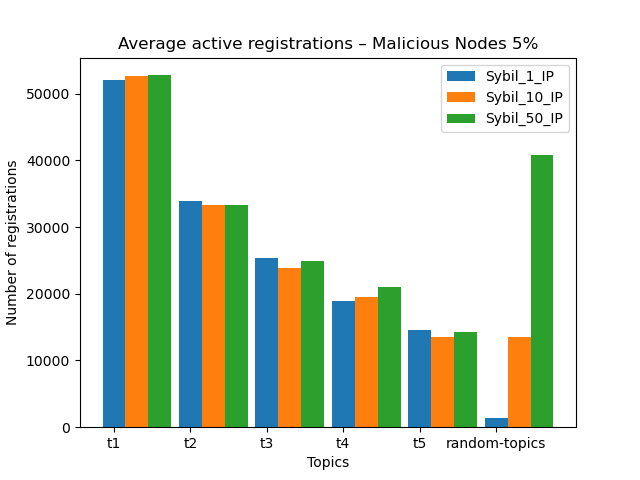 Average active registrations – Malicious Nodes 5%
Sybil_1_IP
Sybil_10_IP
Sybil_50_IP
50000
40000
30000
20000
10000
0
Number of registrations
t1 t2 t3 t4 t5 random-topics
Topics